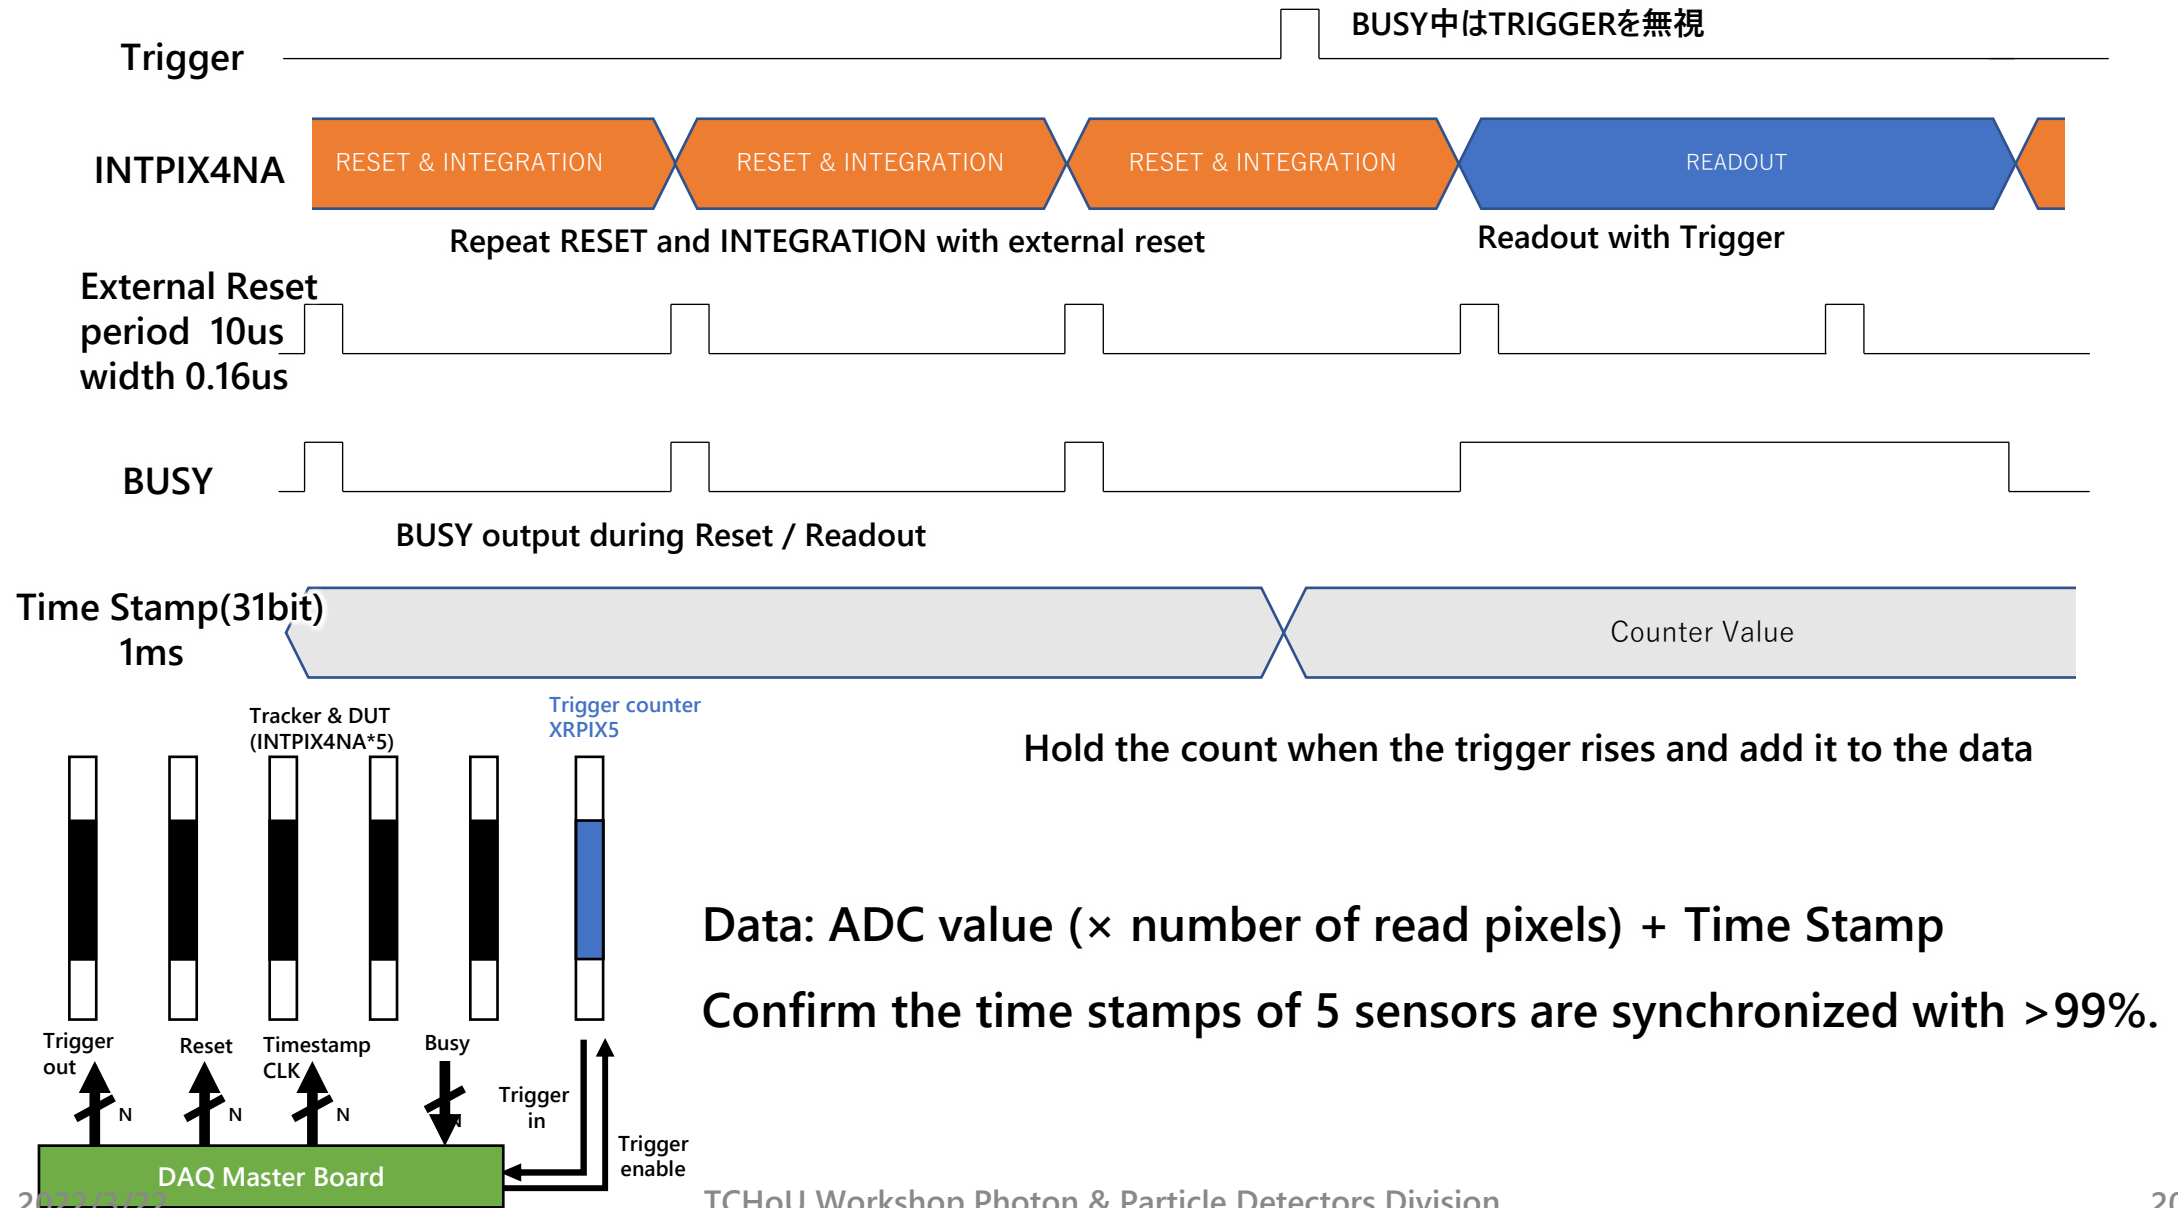 BUSY中はTRIGGERを無視
Trigger
INTPIX4NA
RESET & INTEGRATION
RESET & INTEGRATION
RESET & INTEGRATION
READOUT
Repeat RESET and INTEGRATION with external reset
Readout with Trigger
External Reset
period 10us
width 0.16us
BUSY
BUSY output during Reset / Readout
Time Stamp(31bit)
1ms
Counter Value
Hold the count when the trigger rises and add it to the data
Tracker & DUT
(INTPIX4NA*5)
Trigger counter
XRPIX5
Data: ADC value (× number of read pixels) + Time Stamp
Confirm the time stamps of 5 sensors are synchronized with >99%.
Trigger
out
Reset
Timestamp
CLK
Busy
N
N
N
Trigger
in
Trigger
enable
DAQ Master Board
2022/3/22
TCHoU Workshop Photon & Particle Detectors Division
20